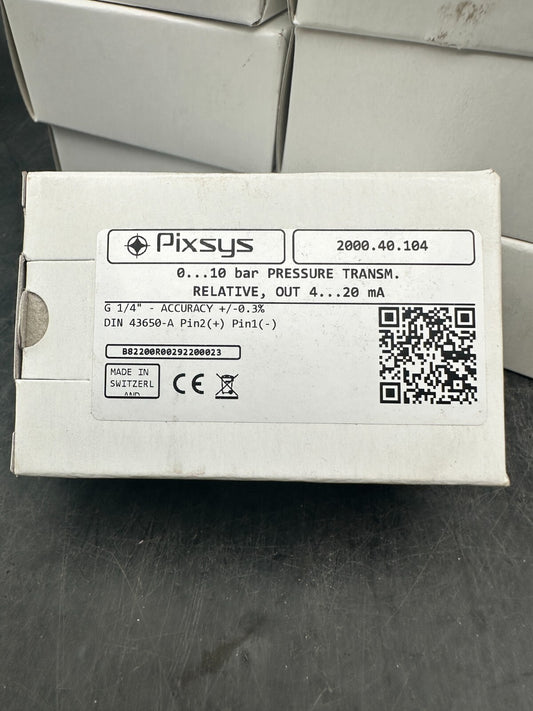 Pixsys
2000.40.104
0...10 bar PRESSURE TRANSM.
RELATIVE, OUT 4...20 mA
G 1/4" - ACCURACY +/-0.3%
DIN 43650-A Pin2(+) Pin1(-)
B82200R00292200023
MADE IN
SWITZERL
AND
CE